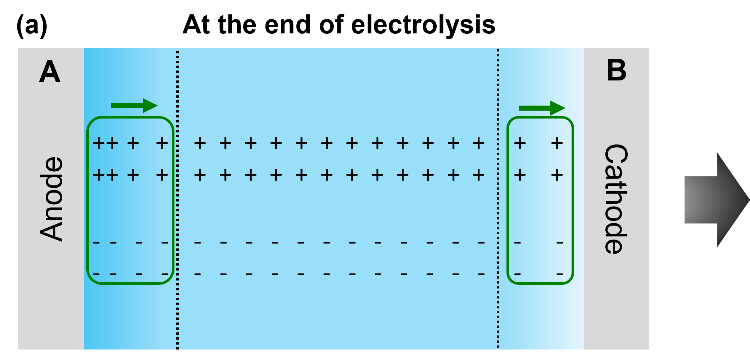 (a) At the end of electrolysis
A B
++ + + + + + + + + + + + + + + + +
++ + + + + + + + + + + + + + + + +
- - - - - - - - - - - - - - - - - -
- - - - - - - - - - - - - - - - - -
Anode
Cathode